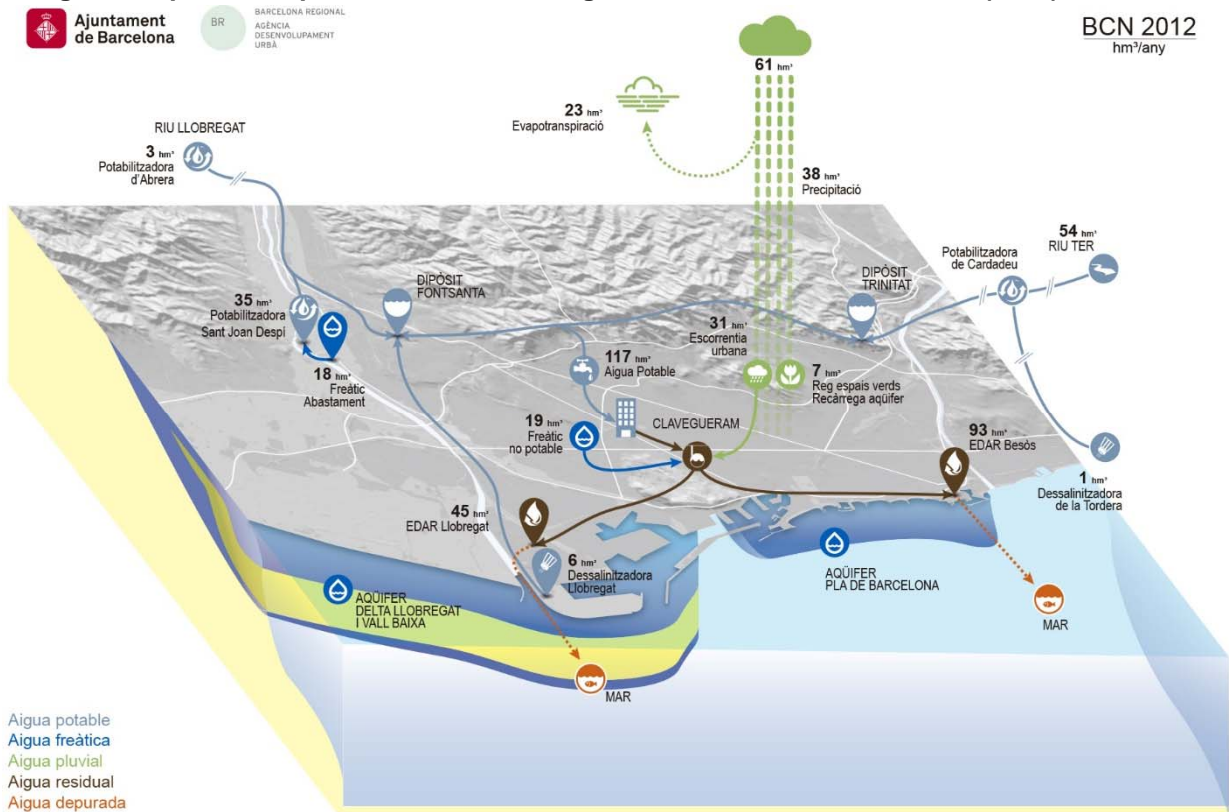 Ajuntament
de Barcelona
BR
BARCELONA REGIONAL
AGÈNCIA
DESENVOLUPAMENT
URBÀ
BCN 2012
hm³/any
61 hm³
23 hm³
Evapotranspiració
RIU LLOBREGAT
3 hm³
Potabilitzadora
d'Abrera
38 hm³
Precipitació
54 hm³
RIU TER
Potabilitzadora
de Cardadeu
DIPÒSIT
FONTSANTA
DIPÒSIT
TRINITAT
35 hm³
Potabilitzadora
Sant Joan Despí
31 hm³
Escorrentia
urbana
117 hm³
Aigua Potable
7 hm³
Reg espais verds
Recàrrega aqüífer
18 hm³
Freàtic
Abastament
19 hm³
Freàtic
no potable
CLAVEGUERAM
93 hm³
EDAR Besòs
1 hm³
Dessalinitzadora
de la Tordera
45 hm³
EDAR Llobregat
6 hm³
Dessalinitzadora
Llobregat
AQÜÍFER
PLA DE BARCELONA
AQÜÍFER
DELTA LLOBREGAT
I VALL BAIXA
MAR
MAR
Aigua potable
Aigua freàtica
Aigua pluvial
Aigua residual
Aigua depurada